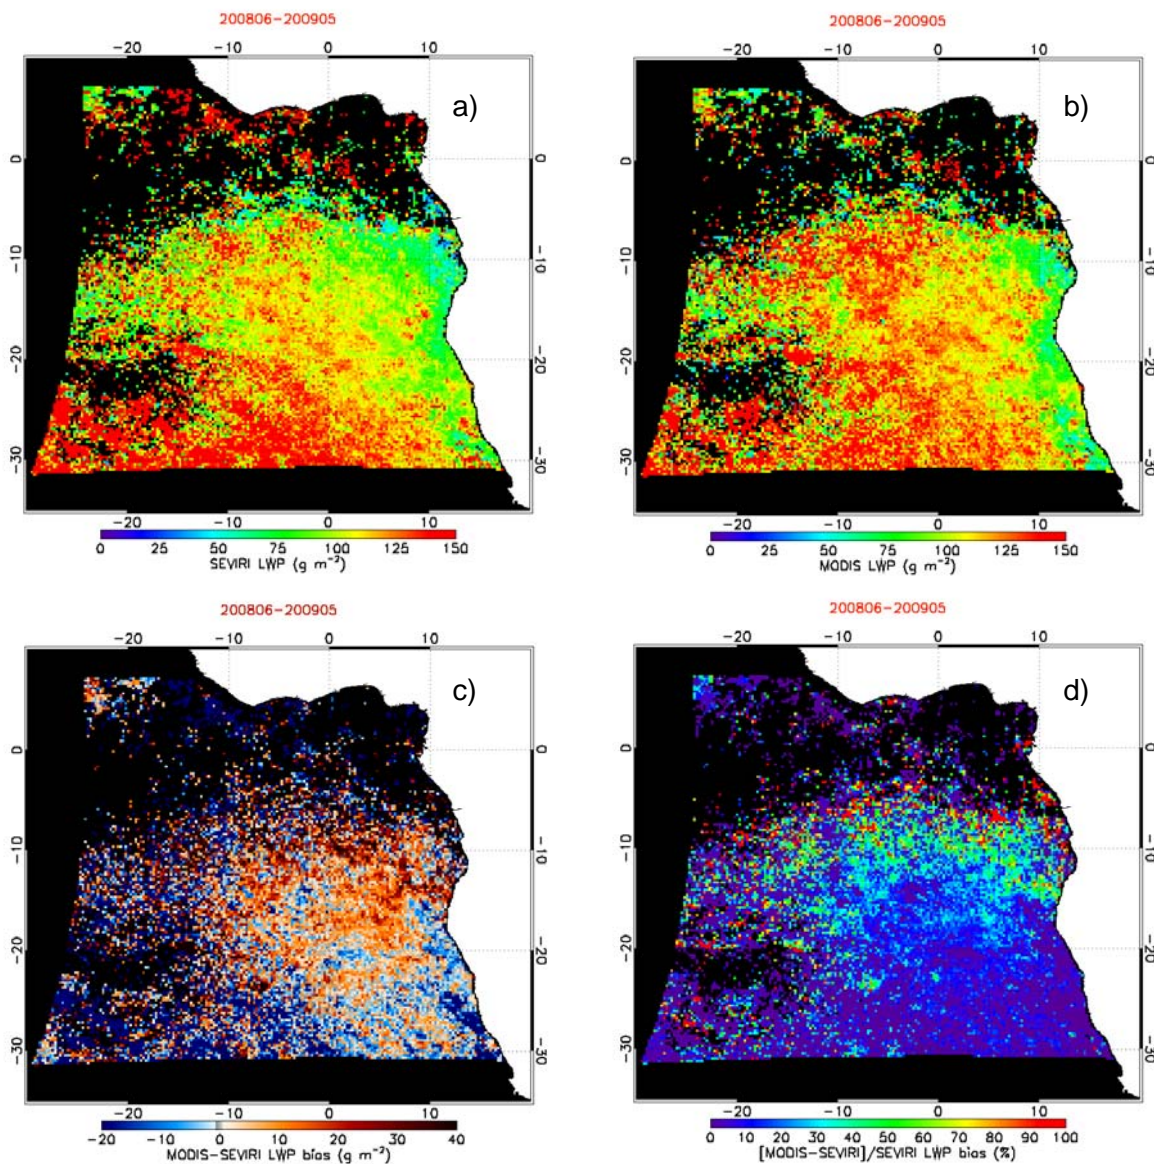 200806-200905
200806-200905
-20 -10 0 10
-20 -10 0 10
a)
b)
0 0
0 0
-10 -10
-10 -10
-20 -20
-20 -20
-30 -30
-30 -30
-20 -10 0 10
-20 -10 0 10
0 25 50 75 100 125 150
SEVIRI LWP (g m⁻²)
0 25 50 75 100 125 150
MODIS LWP (g m⁻²)
200806-200905
200806-200905
-20 -10 0 10
-20 -10 0 10
c)
d)
0 0
0 0
-10 -10
-10 -10
-20 -20
-20 -20
-30 -30
-30 -30
-20 -10 0 10
-20 -10 0 10
-20 -10 0 10 20 30 40
MODIS-SEVIRI LWP bias (g m⁻²)
0 10 20 30 40 50 60 70 80 90 100
[MODIS-SEVIRI]/SEVIRI LWP bias (%)